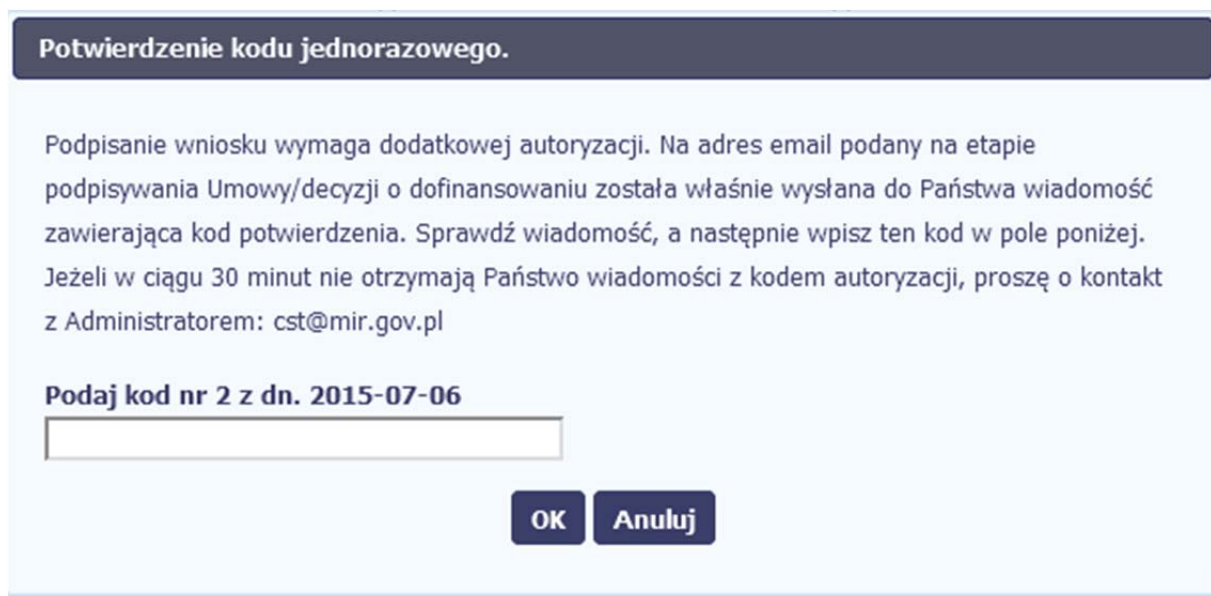 Potwierdzenie kodu jednorazowego.
Podpisanie wniosku wymaga dodatkowej autoryzacji. Na adres email podany na etapie
podpisywania Umowy/decyzji o dofinansowaniu została właśnie wysłana do Państwa wiadomość
zawierająca kod potwierdzenia. Sprawdź wiadomość, a następnie wpisz ten kod w pole poniżej.
Jeżeli w ciągu 30 minut nie otrzymają Państwo wiadomości z kodem autoryzacji, proszę o kontakt
z Administratorem: cst@mir.gov.pl
Podaj kod nr 2 z dn. 2015-07-06
OK Anuluj